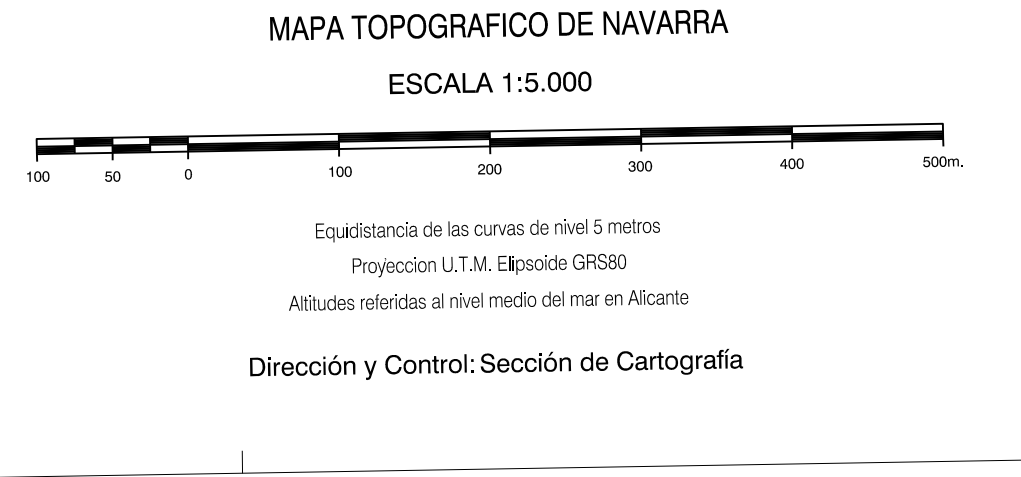 MAPA TOPOGRAFICO DE NAVARRA
ESCALA 1:5.000
100 50 0 100 200 300 400 500m.
Equidistancia de las curvas de nivel 5 metros
Proyeccion U.T.M. Elipsoide GRS80
Altitudes referidas al nivel medio del mar en Alicante
Dirección y Control: Sección de Cartografía